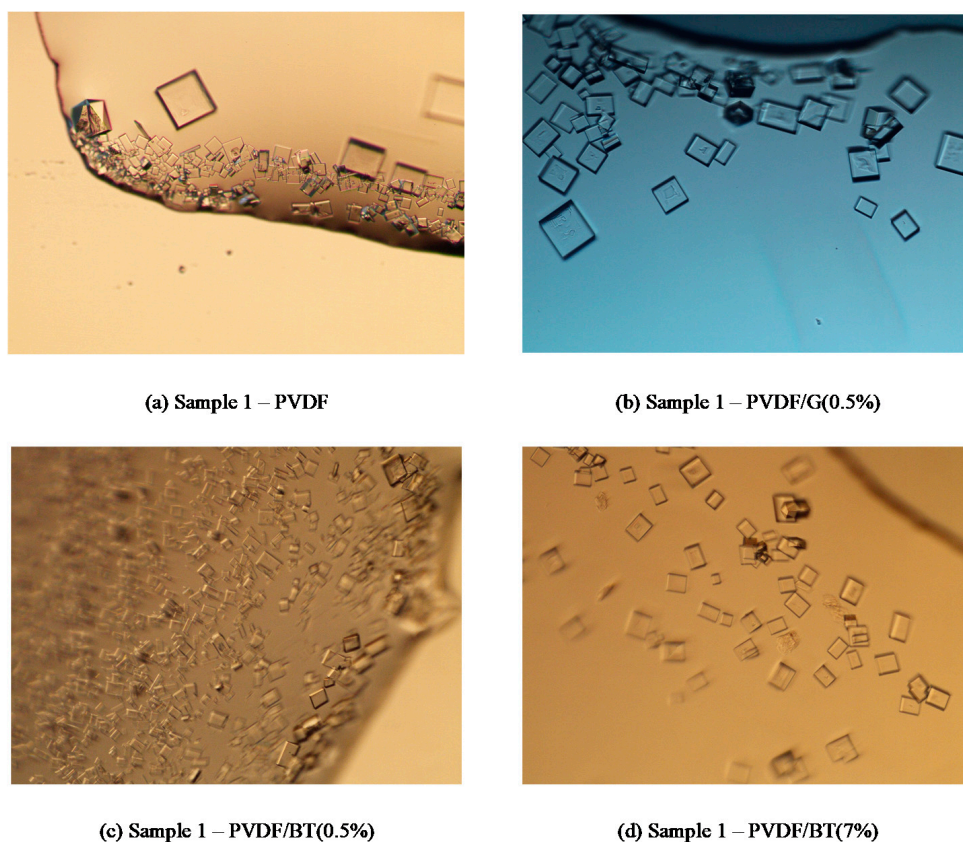 (a) Sample 1 – PVDF
(b) Sample 1 – PVDF/G(0.5%)
(c) Sample 1 – PVDF/BT(0.5%)
(d) Sample 1 – PVDF/BT(7%)